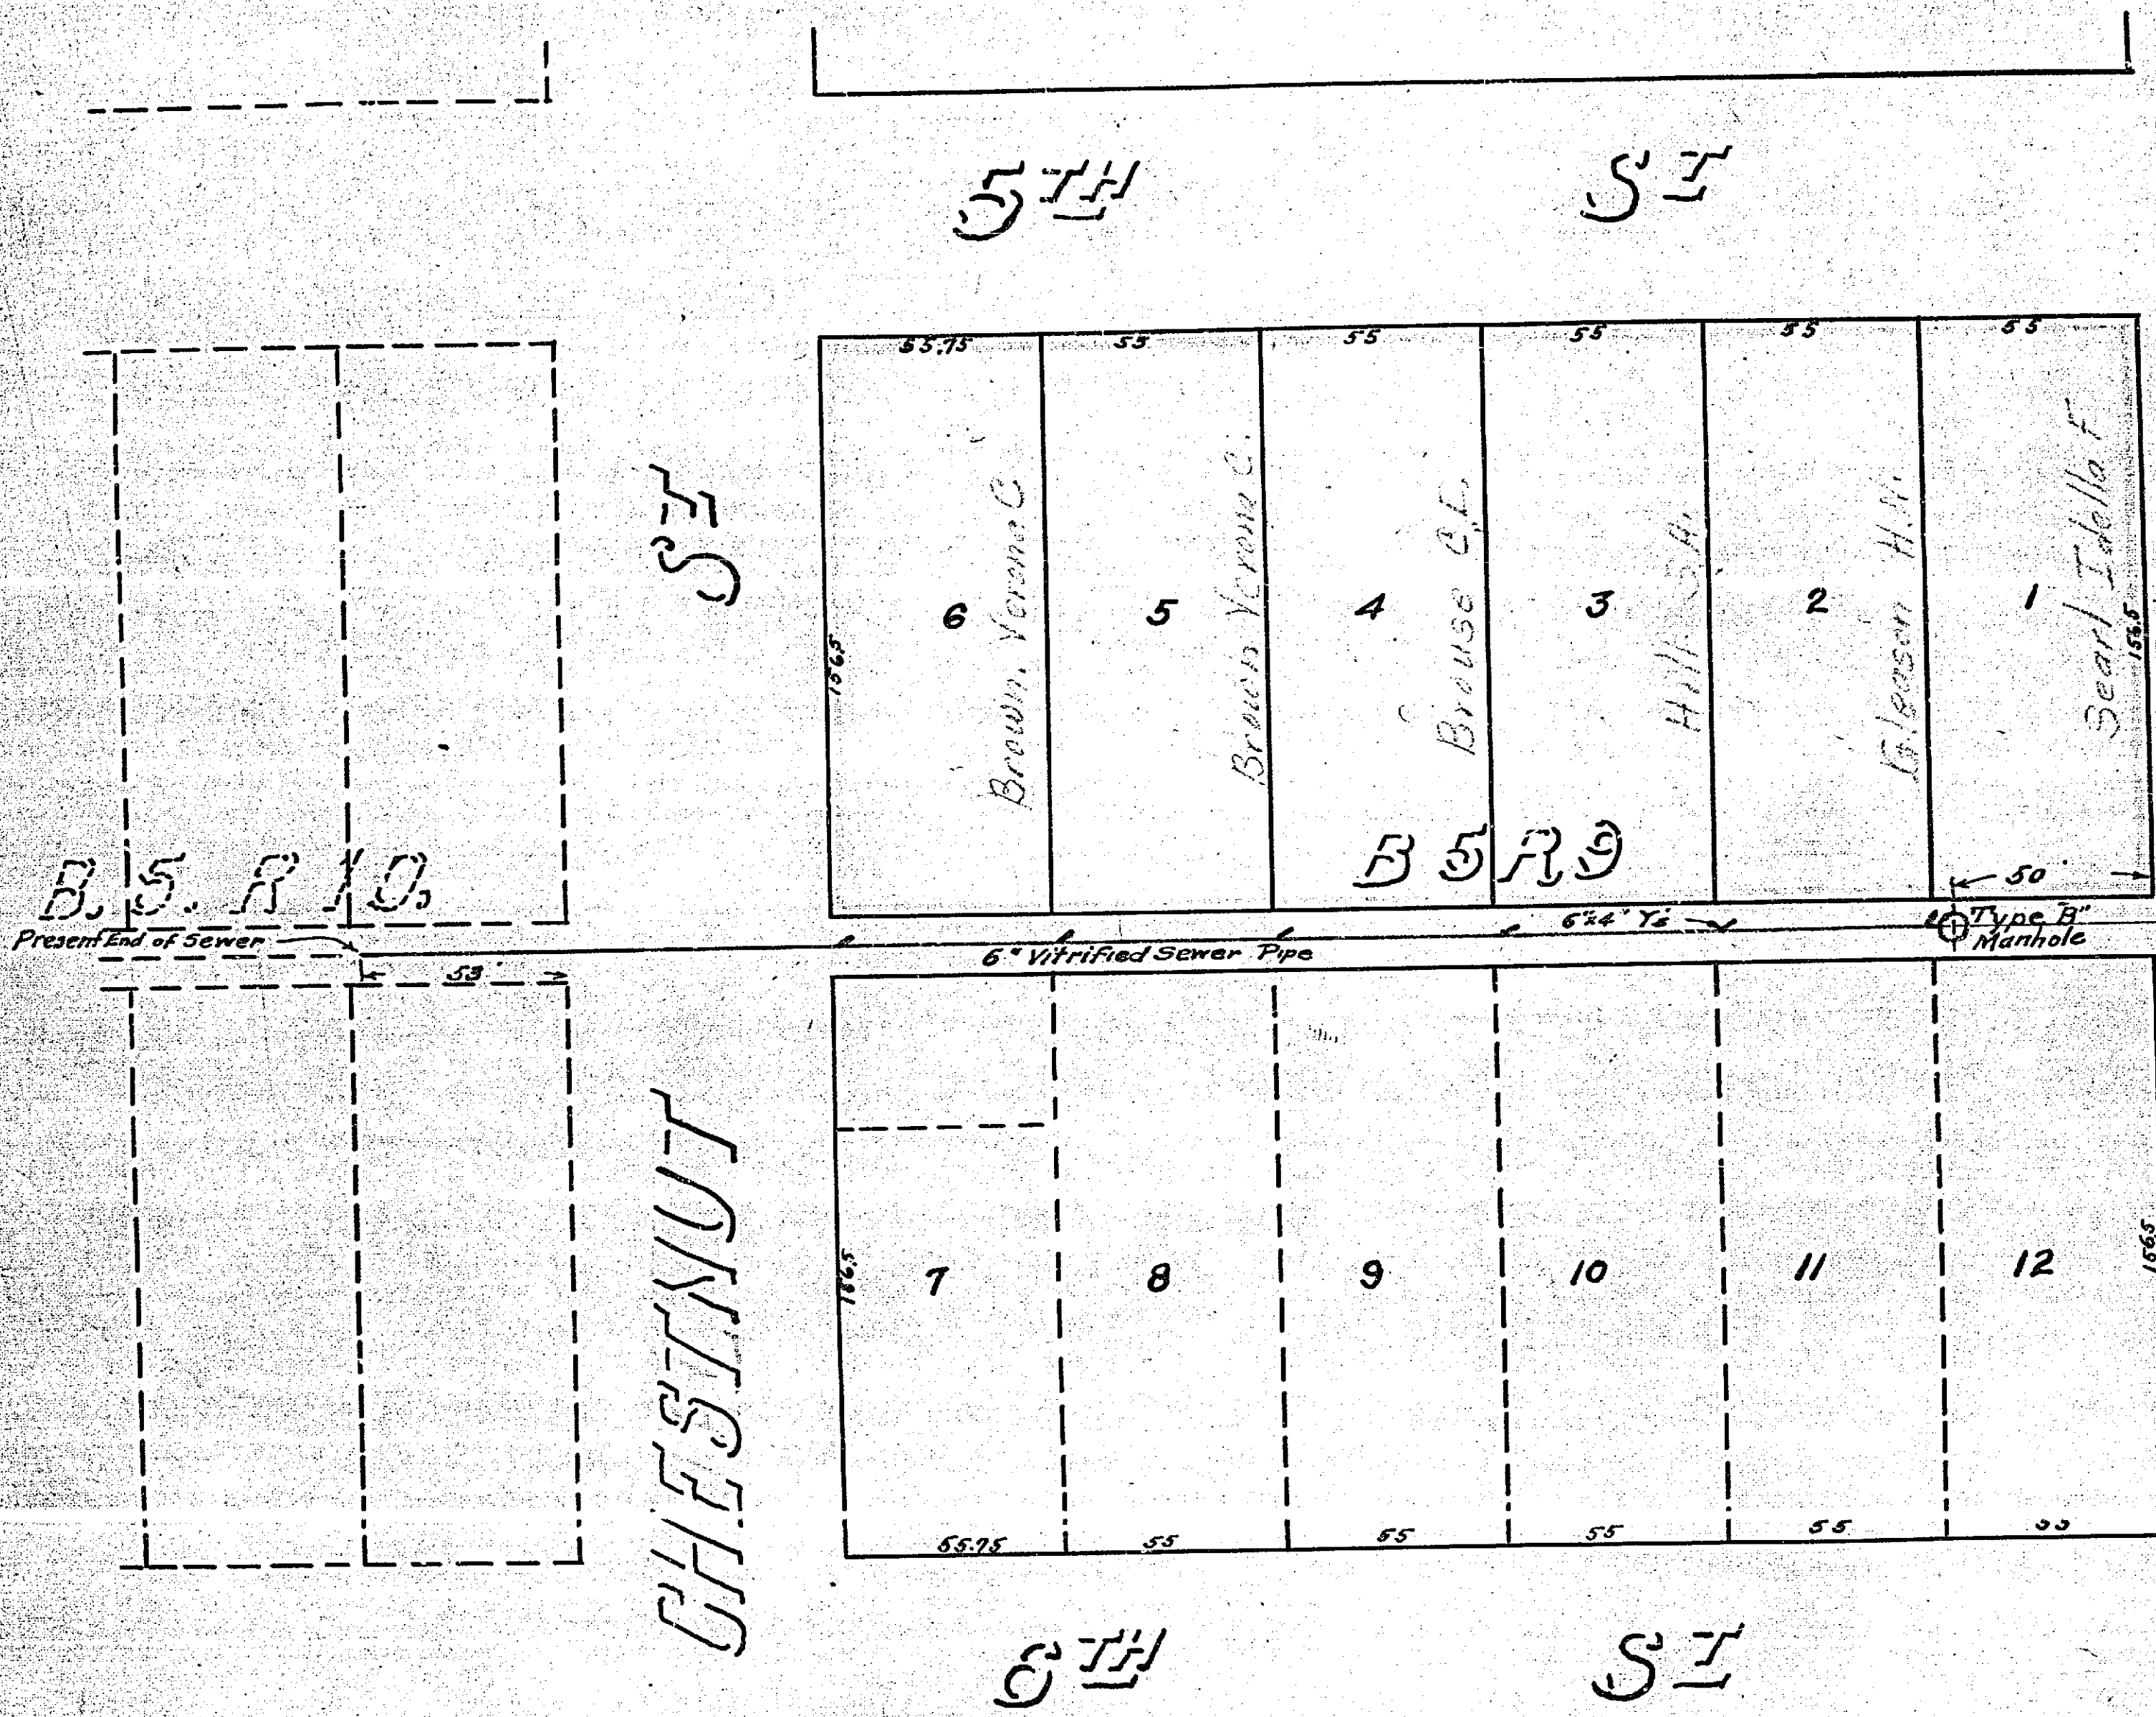 5TH ST
55.75 55 55 55 55 55
ST
6 5 4 3 2 1
Brown, Verona C
Brown Verona C.
Brouse C.L.
Hill
Gleason H.
Searl Idella F
156.5
156.5
B 5 R 9
B. 5. R 10.
50
Present End of Sewer
6"x4" Ys
Type "B"
Manhole
6" Vitrified Sewer Pipe
53'
CHESTNUT
7 8 9 10 11 12
156.5
156.5
55.75 55 55 55 55 55
6TH ST